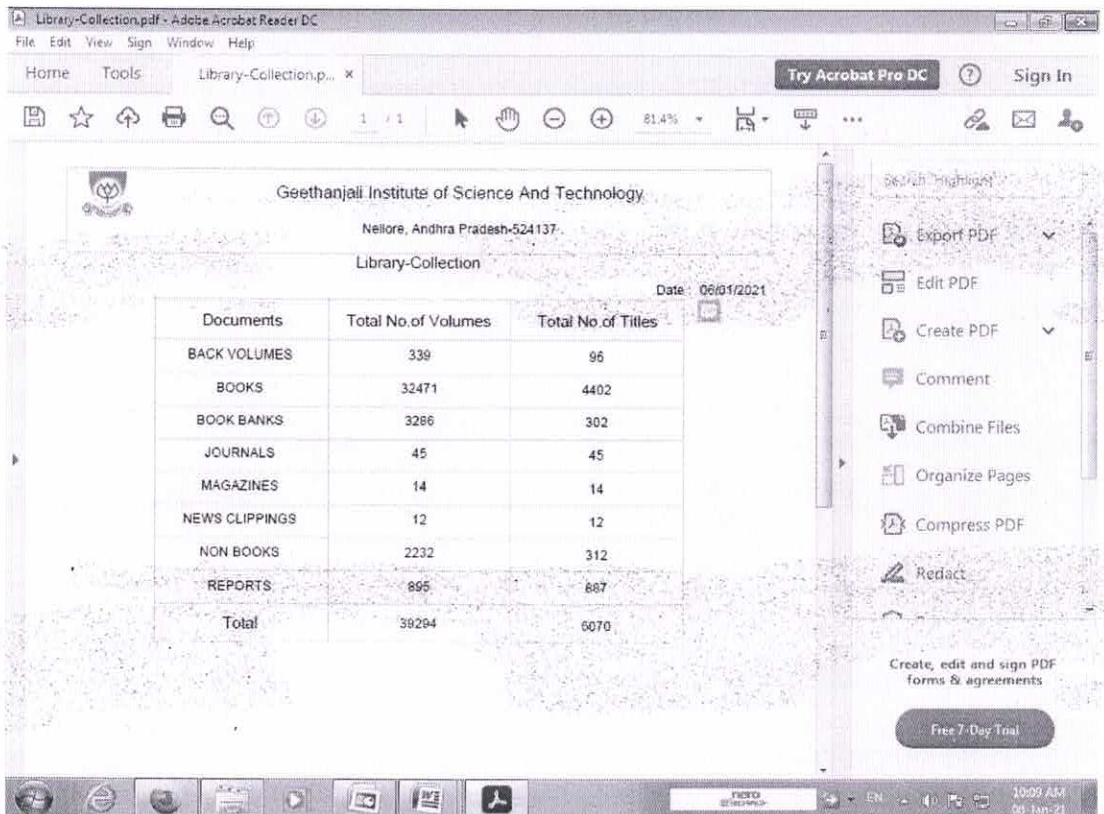 Library-Collection.pdf - Adobe Acrobat Reader DC
File Edit View Sign Window Help
Home Tools Library-Collection.p... × Try Acrobat Pro DC ? Sign In
1 / 1 81.4% ...
Search 'Highlight'
Geethanjali Institute of Science And Technology
Nellore, Andhra Pradesh-524137
Library-Collection
Date : 06/01/2021
Documents Total No.of Volumes Total No.of Titles
BACK VOLUMES 339 96
BOOKS 32471 4402
BOOK BANKS 3286 302
JOURNALS 45 45
MAGAZINES 14 14
NEWS CLIPPINGS 12 12
NON BOOKS 2232 312
REPORTS 895 887
Total 39294 6070
Export PDF
Edit PDF
Create PDF
Comment
Combine Files
Organize Pages
Compress PDF
Redact
Create, edit and sign PDF
forms & agreements
Free 7-Day Trial
nero
EN 10:09 AM